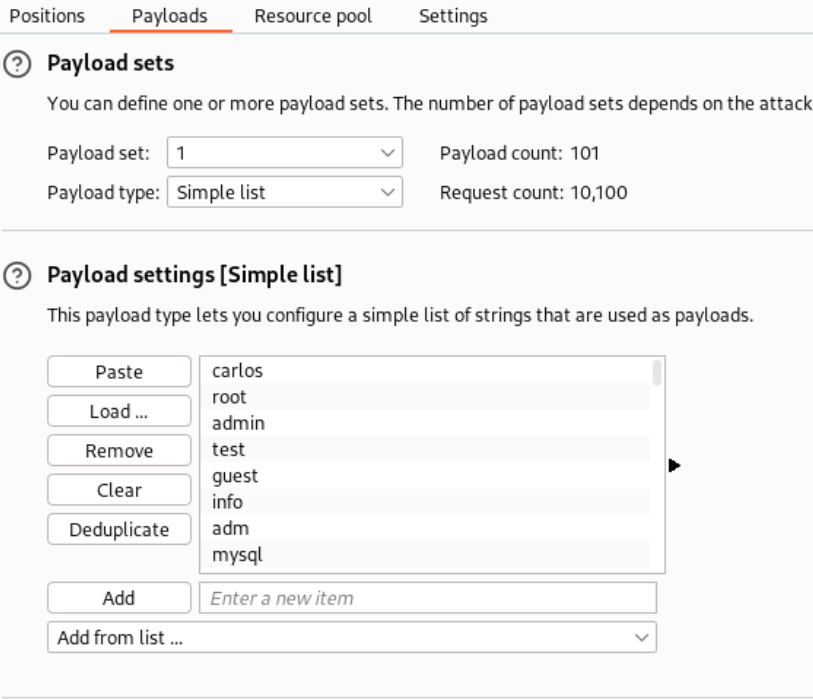 Positions Payloads Resource pool Settings
Payload sets
You can define one or more payload sets. The number of payload sets depends on the attack
Payload set: 1 Payload count: 101
Payload type: Simple list Request count: 10,100
Payload settings [Simple list]
This payload type lets you configure a simple list of strings that are used as payloads.
Paste
Load ...
Remove
Clear
Deduplicate
carlos
root
admin
test
guest
info
adm
mysql
Add Enter a new item
Add from list ...